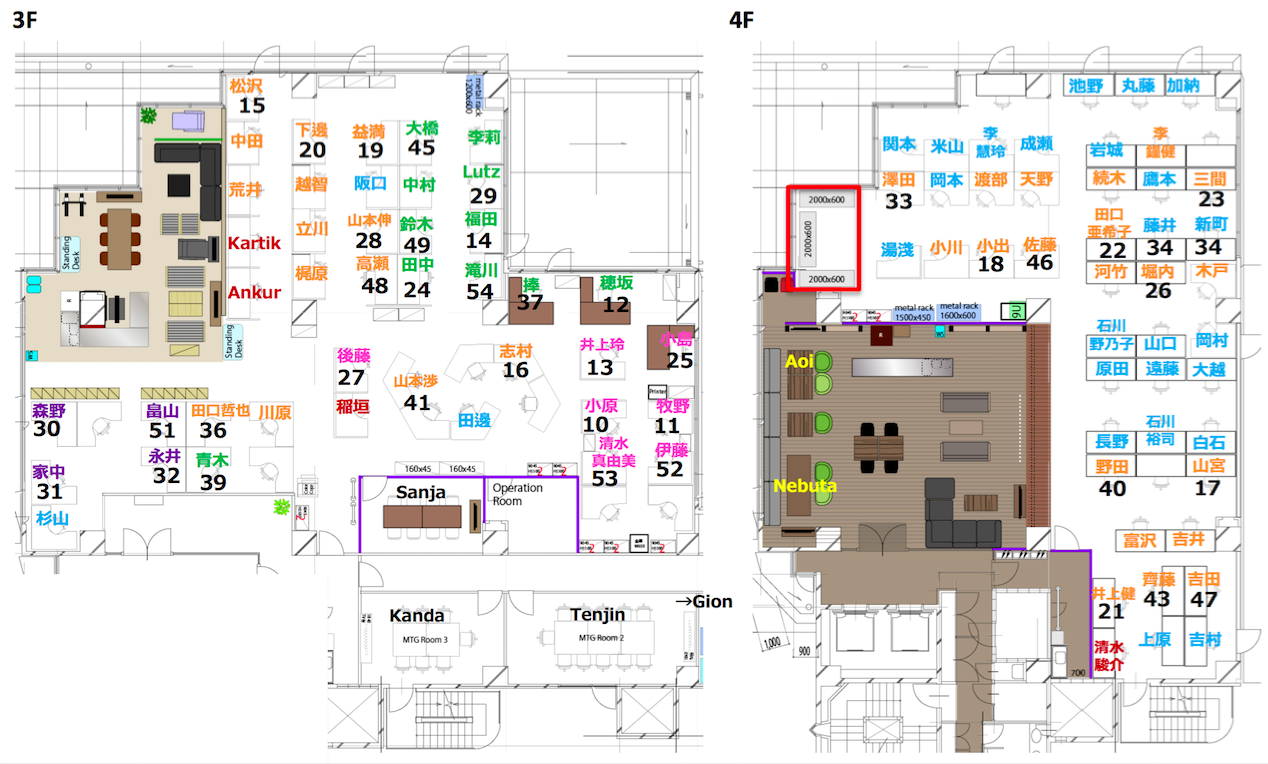 3F
松沢
15
中田
荒井
Kartik
Ankur
下邉
20
越智
立川
梶原
益満
19
阪口
山本伸
28
高瀬
48
大橋
45
中村
鈴木
49
田中
24
metal rack
1200x600
李莉
Lutz
29
福田
14
滝川
54
捧
37
穂坂
12
Standing
Desk
R
Standing
Desk
小島
25
井上玲
13
志村
16
後藤
27
山本渉
41
稲垣
田邉
小原
10
牧野
11
清水
真由美
53
伊藤
52
森野
30
畠山
51
田口哲也
36
川原
家中
31
永井
32
青木
39
杉山
160x45
160x45
Sanja
Operation
Room
Kanda
MTG Room 3
Tenjin
MTG Room 2
→Gion
4F
池野
丸藤
加納
関本
米山
李
慧玲
成瀬
澤田
33
岡本
渡部
天野
湯浅
小川
小出
18
佐藤
46
2000x600
2000x600
2000x600
岩城
李
鍾健
続木
鷹本
三間
23
田口
亜希子
22
藤井
34
新町
34
河竹
堀内
26
木戸
metal rack
1500x450
metal rack
1600x600
9U
R
Aoi
Nebuta
石川
野乃子
山口
岡村
原田
遠藤
大越
長野
石川
裕司
白石
野田
40
山宮
17
富沢
吉井
井上健
21
齊藤
43
吉田
47
清水
駿介
上原
吉村
1,000
900
700